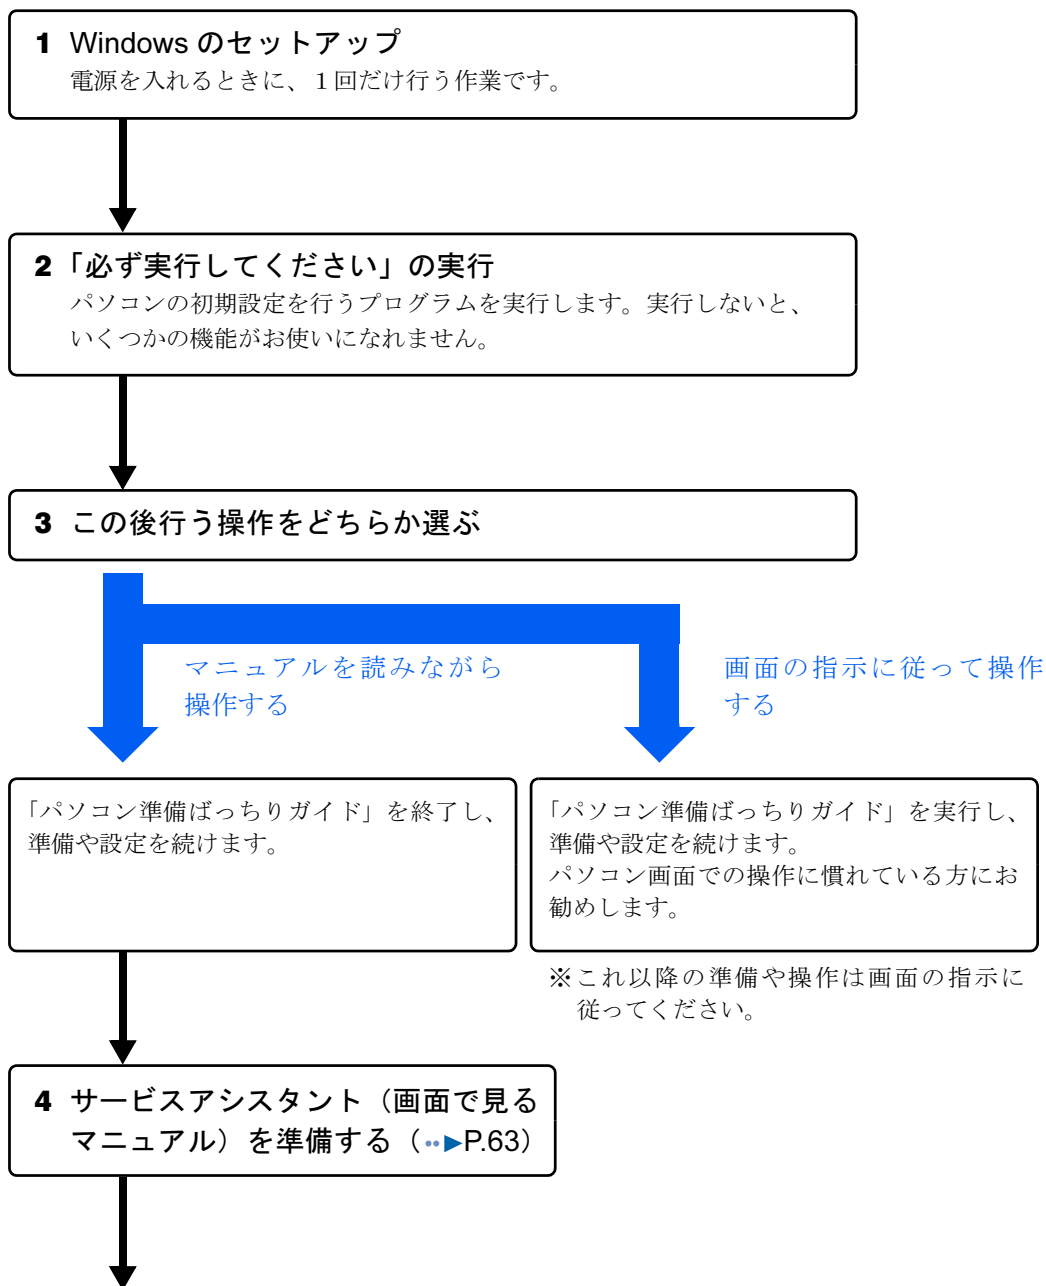 1 Windows のセットアップ
電源を入れるときに、１回だけ行う作業です。
2 「必ず実行してください」の実行
パソコンの初期設定を行うプログラムを実行します。実行しないと、
いくつかの機能がお使いになれません。
3 この後行う操作をどちらか選ぶ
マニュアルを読みながら
操作する
画面の指示に従って操作
する
「パソコン準備ばっちりガイド」を終了し、
準備や設定を続けます。
「パソコン準備ばっちりガイド」を実行し、
準備や設定を続けます。
パソコン画面での操作に慣れている方にお
勧めします。
※これ以降の準備や操作は画面の指示に
従ってください。
4 サービスアシスタント（画面で見る
マニュアル）を準備する（••▶P.63）